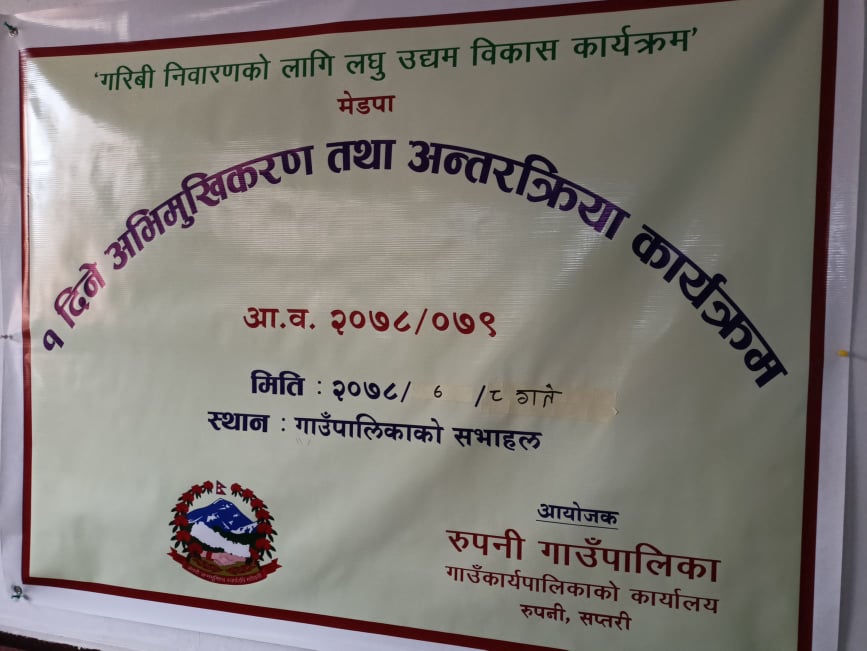 'गरिबी निवारणको लागि लघु उद्यम विकास कार्यक्रम'
मेडपा
१ दिने अभिमुखिकरण तथा अन्तरक्रिया कार्यक्रम
आ.व. २०७८/०७९
मिति : २०७८/ ६ /८ गते
स्थान : गाउँपालिकाको सभाहल
आयोजक
रुपनी गाउँपालिका
गाउँकार्यपालिकाको कार्यालय
रुपनी, सप्तरी